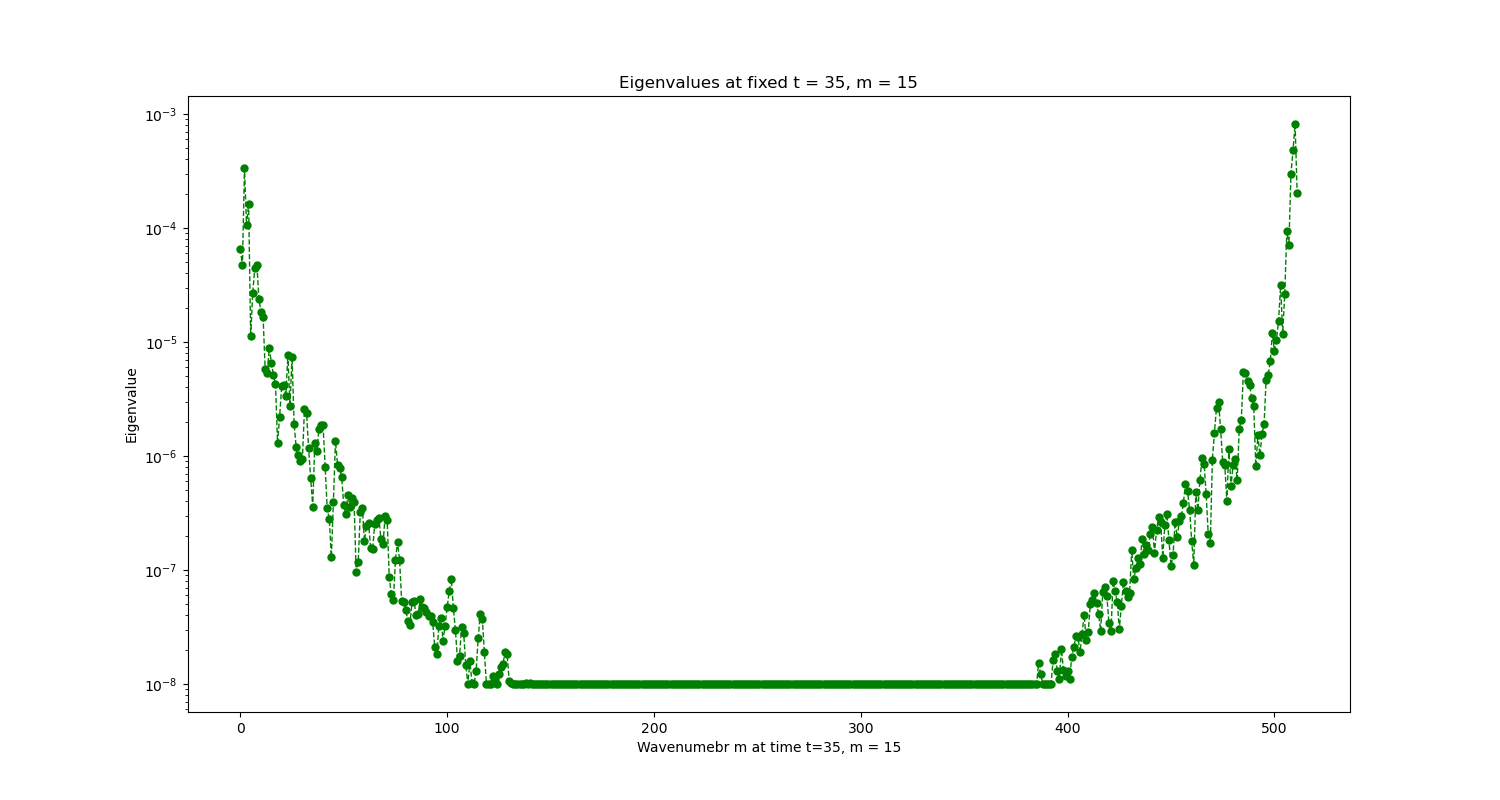 Eigenvalues at fixed t = 35, m = 15
10⁻³
10⁻⁴
10⁻⁵
10⁻⁶
10⁻⁷
10⁻⁸
Eigenvalue
0 100 200 300 400 500
Wavenumebr m at time t=35, m = 15